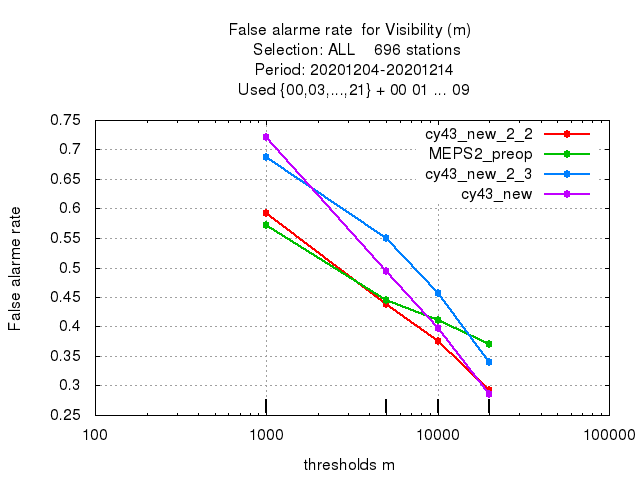 False alarme rate  for Visibility (m)
Selection: ALL    696 stations
Period: 20201204-20201214
Used {00,03,...,21} + 00 01 ... 09
0.75
0.7
0.65
0.6
0.55
0.5
0.45
0.4
0.35
0.3
0.25
False alarme rate
cy43_new_2_2
MEPS2_preop
cy43_new_2_3
cy43_new
100
1000
10000
100000
thresholds m